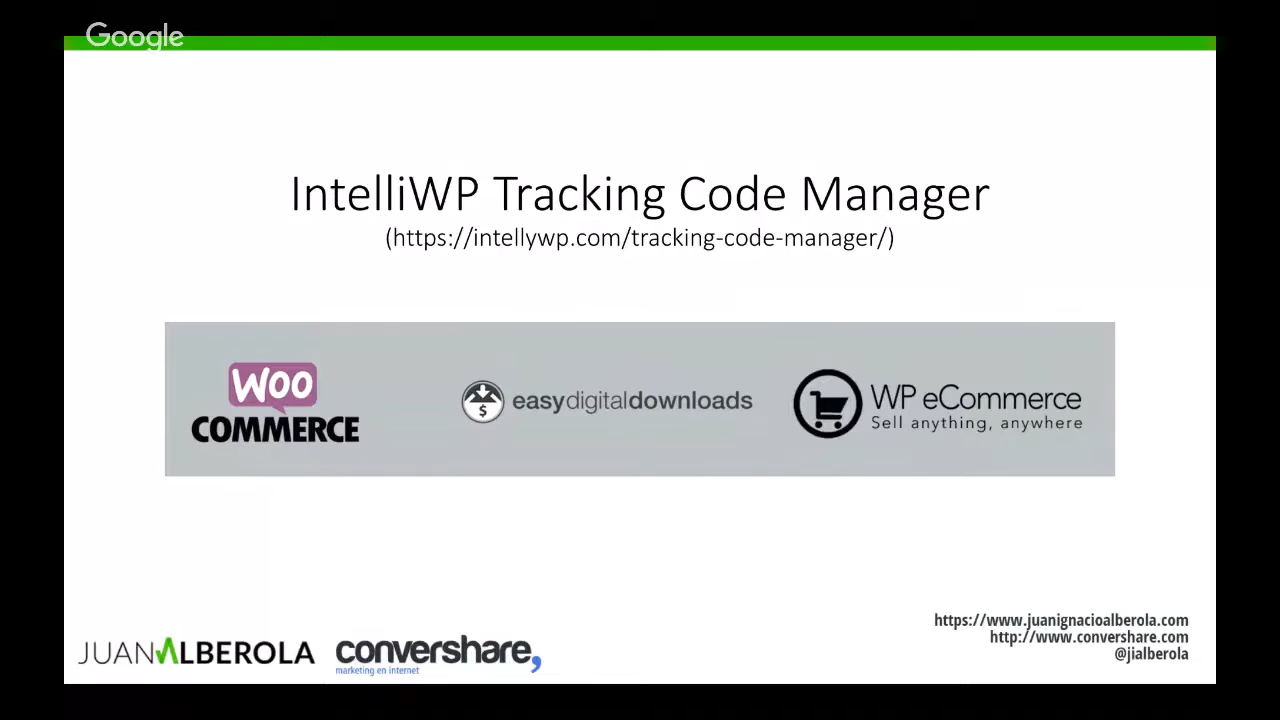 Google
IntelliWP Tracking Code Manager
(https://intellywp.com/tracking-code-manager/)
WOO
COMMERCE
$
easydigitaldownloads
WP eCommerce
Sell anything, anywhere
https://www.juanignacioalberola.com
http://www.convershare.com
@jialberola
JUANALBEROLA
convershare,
marketing en internet